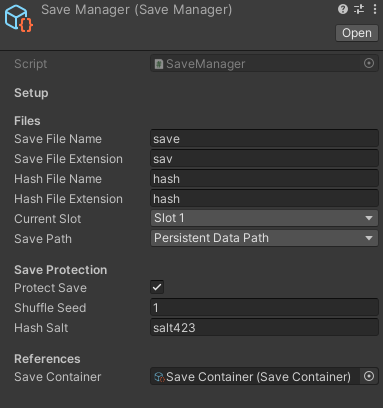 Save Manager (Save Manager)
Open
Script SaveManager
Setup
Files
Save File Name save
Save File Extension sav
Hash File Name hash
Hash File Extension hash
Current Slot Slot 1
Save Path Persistent Data Path
Save Protection
Protect Save
Shuffle Seed 1
Hash Salt salt423
References
Save Container Save Container (Save Container)